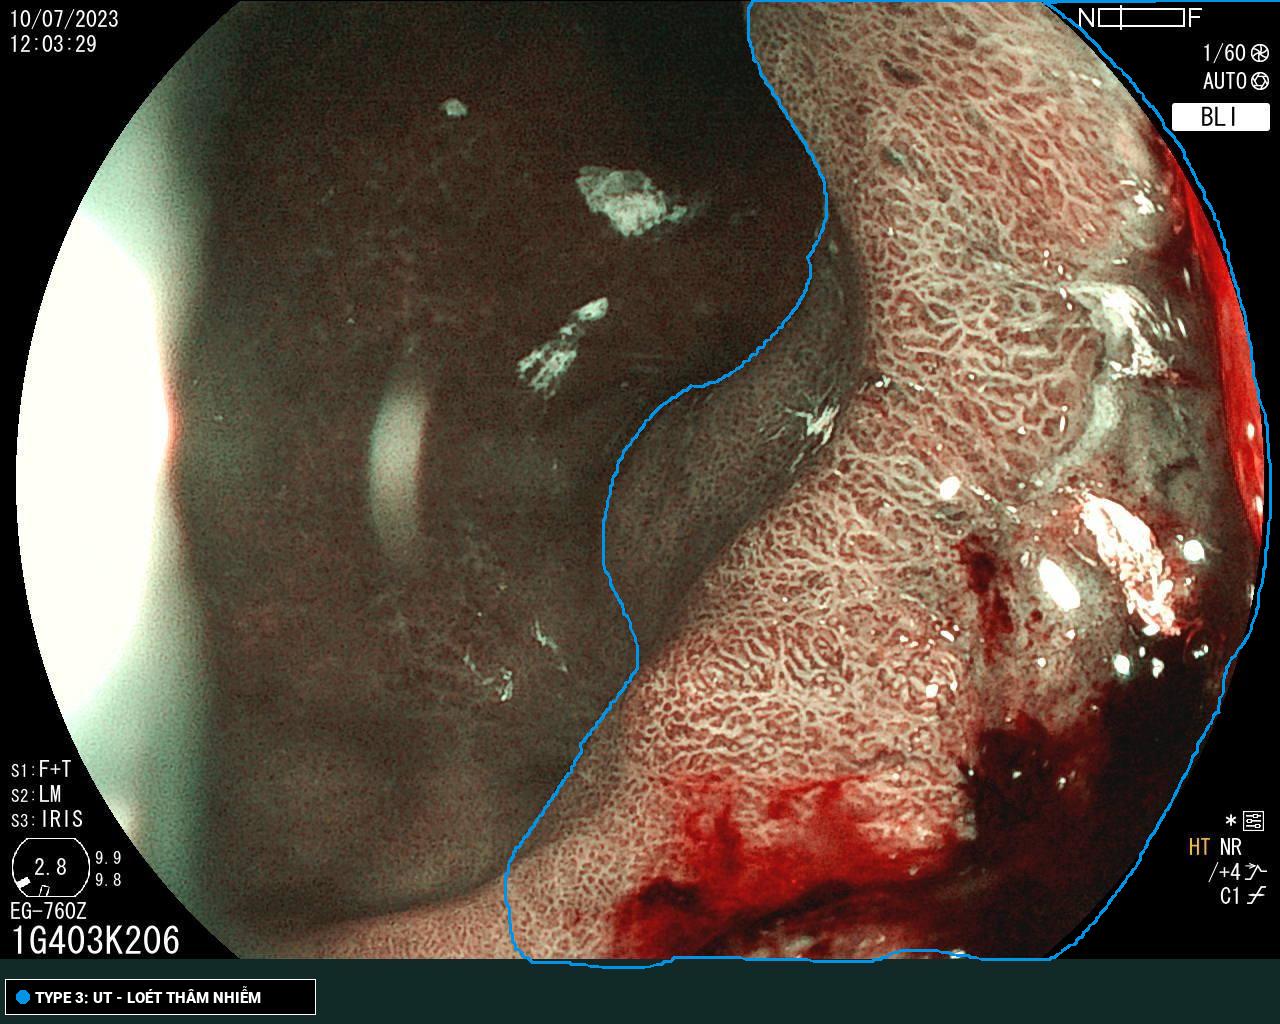 10/07/2023
12:03:29
N F
1/60
AUTO
BLI
S1:F+T
S2:LM
S3:IRIS
2.8 9.9
9.8
EG-760Z
1G403K206
* 
HT NR
/+4
C1
TYPE 3: UT - LOÉT THÂM NHIỄM